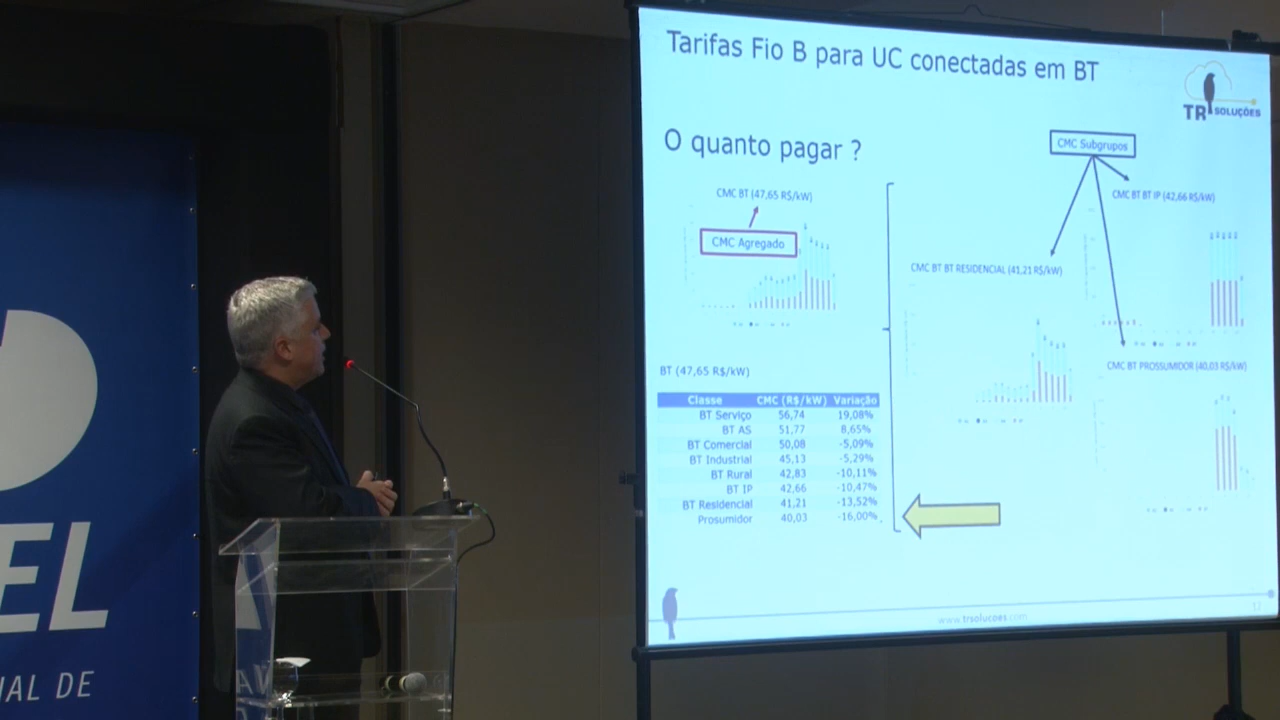 Tarifas Fio B para UC conectadas em BT
TR SOLUÇÕES
O quanto pagar ?
CMC Subgrupos
CMC BT (47,65 R$/kW)
CMC Agregado
CMC BT BT IP (42,66 R$/kW)
CMC BT BT RESIDENCIAL (41,21 R$/kW)
CMC BT PROSSUMIDOR (40,03 R$/kW)
BT (47,65 R$/kW)
Classe CMC (R$/kW) Variação
BT Serviço 56,74 19,08%
BT AS 51,77 8,65%
BT Comercial 50,08 -5,09%
BT Industrial 45,13 -5,29%
BT Rural 42,83 -10,11%
BT IP 42,66 -10,47%
BT Residencial 41,21 -13,52%
Prosumidor 40,03 -16,00%
www.trsolucoes.com
12
EL
NAL DE